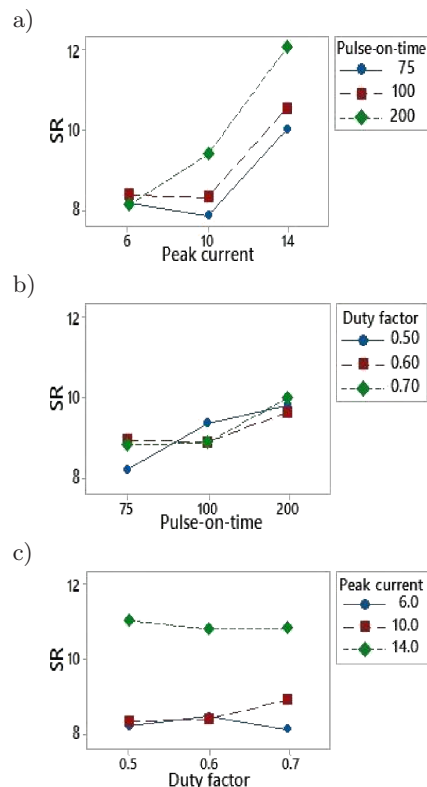 a)
12
10
8
SR
6 10 14
Peak current
Pulse-on-time
75
100
200
b)
12
10
8
SR
75 100 200
Pulse-on-time
Duty factor
0.50
0.60
0.70
c)
12
10
8
SR
0.5 0.6 0.7
Duty factor
Peak current
6.0
10.0
14.0